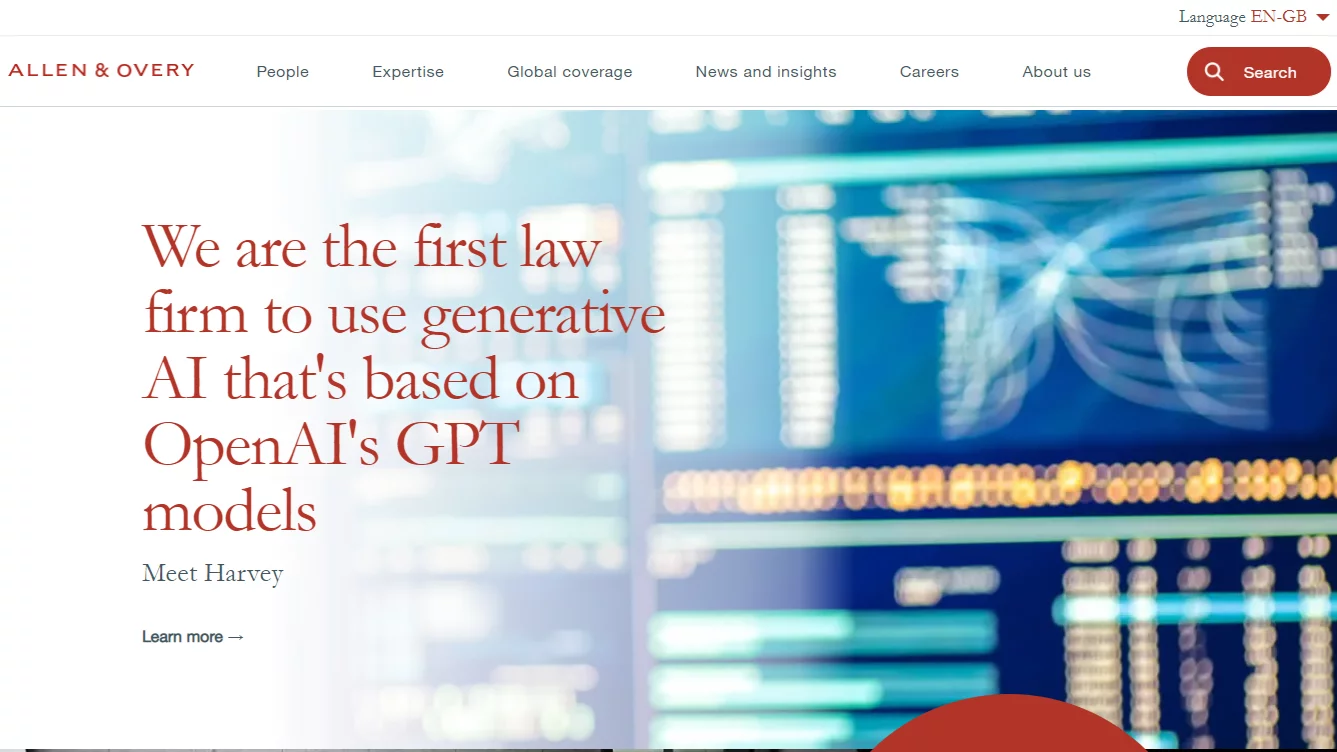 Language EN-GB
ALLEN & OVERY
People
Expertise
Global coverage
News and insights
Careers
About us
Search
We are the first law
firm to use generative
AI that's based on
OpenAI's GPT
models
Meet Harvey
Learn more →